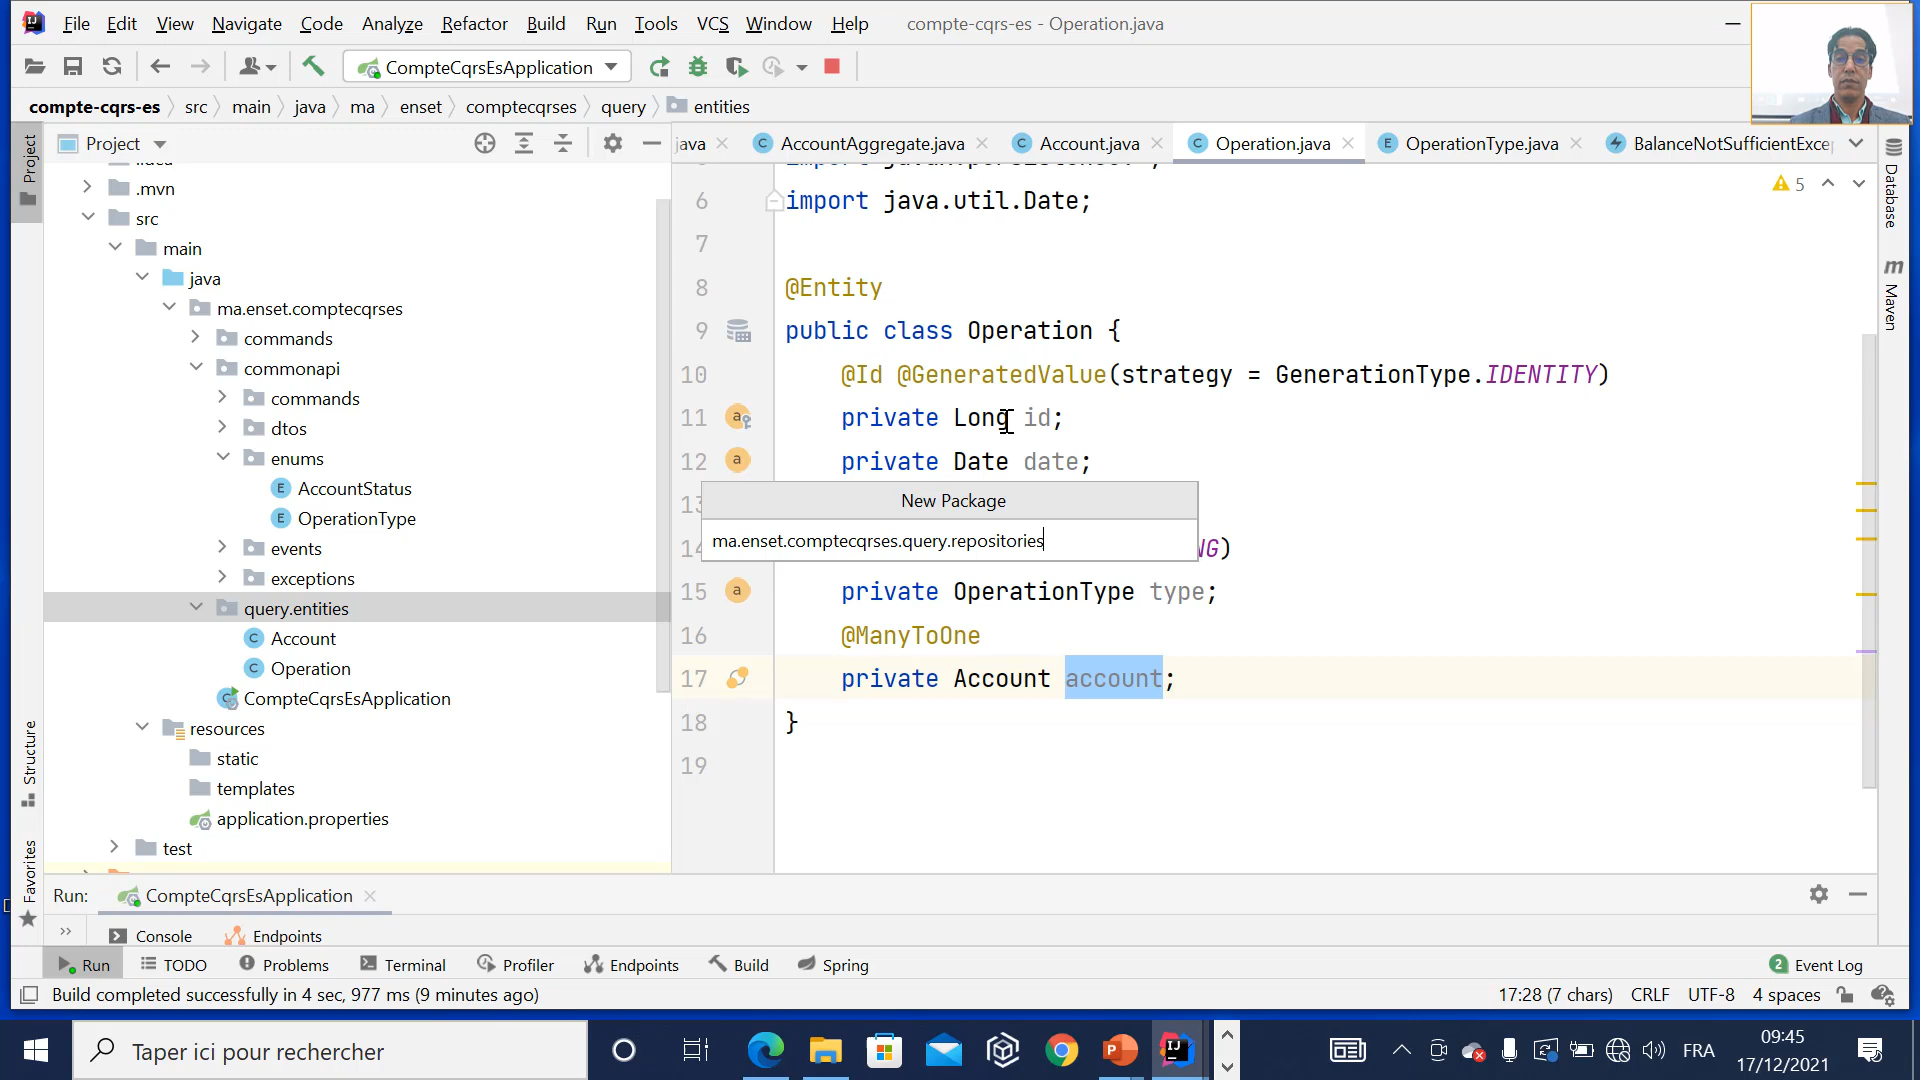 File Edit View Navigate Code Analyze Refactor Build Run Tools VCS Window Help compte-cqrs-es - Operation.java
CompteCqrsEsApplication
compte-cqrs-es src main java ma enset comptecqrses query entities
Project
java AccountAggregate.java Account.java Operation.java OperationType.java BalanceNotSufficientExce
.mvn
src
main
java
ma.enset.comptecqrses
commands
commonapi
commands
dtos
enums
AccountStatus
OperationType
events
exceptions
query.entities
Account
Operation
CompteCqrsEsApplication
resources
static
templates
application.properties
test
5
6 import java.util.Date;
7
8 @Entity
9 public class Operation {
10 @Id @GeneratedValue(strategy = GenerationType.IDENTITY)
11 private Long id;
12 private Date date;
13
New Package
ma.enset.comptecqrses.query.repositories
14 NG)
15 private OperationType type;
16 @ManyToOne
17 private Account account;
18 }
19
Project
Structure
Favorites
Database
Maven
Run: CompteCqrsEsApplication
Console Endpoints
Run TODO Problems Terminal Profiler Endpoints Build Spring 2 Event Log
Build completed successfully in 4 sec, 977 ms (9 minutes ago) 17:28 (7 chars) CRLF UTF-8 4 spaces
Taper ici pour rechercher
FRA
09:45
17/12/2021